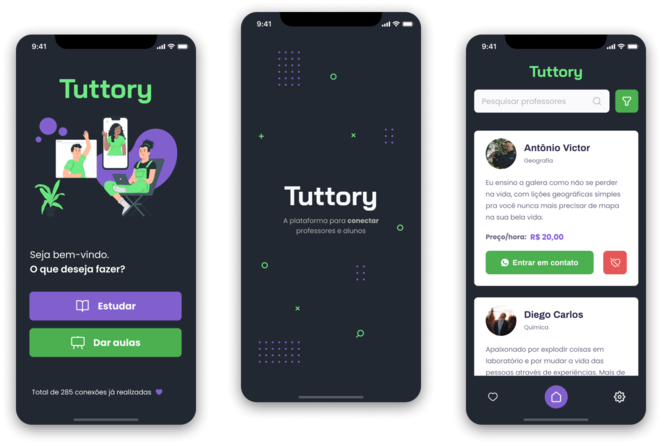 9:41
Tuttory
Seja bem-vindo.
O que deseja fazer?
Estudar
Dar aulas
Total de 285 conexões já realizadas
9:41
Tuttory
A plataforma para conectar
professores e alunos
9:41
Tuttory
Pesquisar professores
Antônio Victor
Geografia
Eu ensino a galera como não se perder
na vida, com lições geográficas simples
pra você nunca mais precisar de mapa
na sua bela vida.
Preço/hora: R$ 20,00
Entrar em contato
Diego Carlos
Química
Apaixonado por explodir coisas em
laboratório e por mudar a vida das
pessoas através de experiências. Mais de